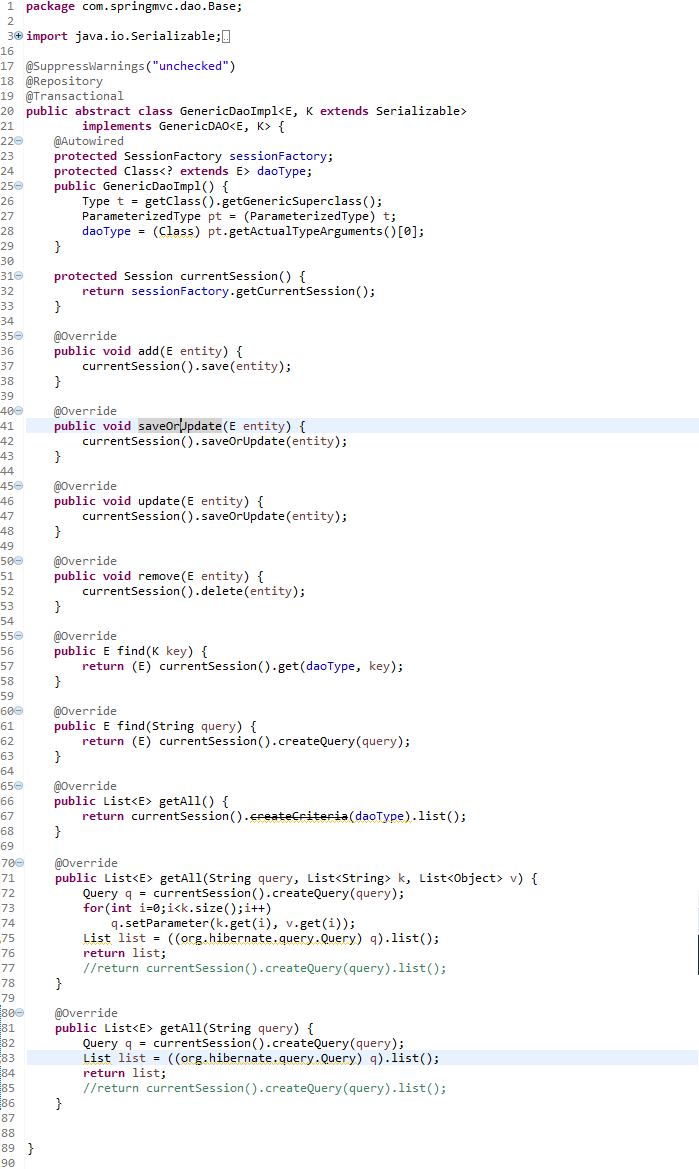 1 package com.springmvc.dao.Base;
2
3 import java.io.Serializable;
16
17 @SuppressWarnings("unchecked")
18 @Repository
19 @Transactional
20 public abstract class GenericDaoImpl<E, K extends Serializable>
21         implements GenericDAO<E, K> {
22     @Autowired
23     protected SessionFactory sessionFactory;
24     protected Class<? extends E> daoType;
25     public GenericDaoImpl() {
26         Type t = getClass().getGenericSuperclass();
27         ParameterizedType pt = (ParameterizedType) t;
28         daoType = (Class) pt.getActualTypeArguments()[0];
29     }
30
31     protected Session currentSession() {
32         return sessionFactory.getCurrentSession();
33     }
34
35     @Override
36     public void add(E entity) {
37         currentSession().save(entity);
38     }
39
40     @Override
41     public void saveOrUpdate(E entity) {
42         currentSession().saveOrUpdate(entity);
43     }
44
45     @Override
46     public void update(E entity) {
47         currentSession().saveOrUpdate(entity);
48     }
49
50     @Override
51     public void remove(E entity) {
52         currentSession().delete(entity);
53     }
54
55     @Override
56     public E find(K key) {
57         return (E) currentSession().get(daoType, key);
58     }
59
60     @Override
61     public E find(String query) {
62         return (E) currentSession().createQuery(query);
63     }
64
65     @Override
66     public List<E> getAll() {
67         return currentSession().createCriteria(daoType).list();
68     }
69
70     @Override
71     public List<E> getAll(String query, List<String> k, List<Object> v) {
72         Query q = currentSession().createQuery(query);
73         for(int i=0;i<k.size();i++)
74             q.setParameter(k.get(i), v.get(i));
75         List list = ((org.hibernate.query.Query) q).list();
76         return list;
77         //return currentSession().createQuery(query).list();
78     }
79
80     @Override
81     public List<E> getAll(String query) {
82         Query q = currentSession().createQuery(query);
83         List list = ((org.hibernate.query.Query) q).list();
84         return list;
85         //return currentSession().createQuery(query).list();
86     }
87
88
89 }
90